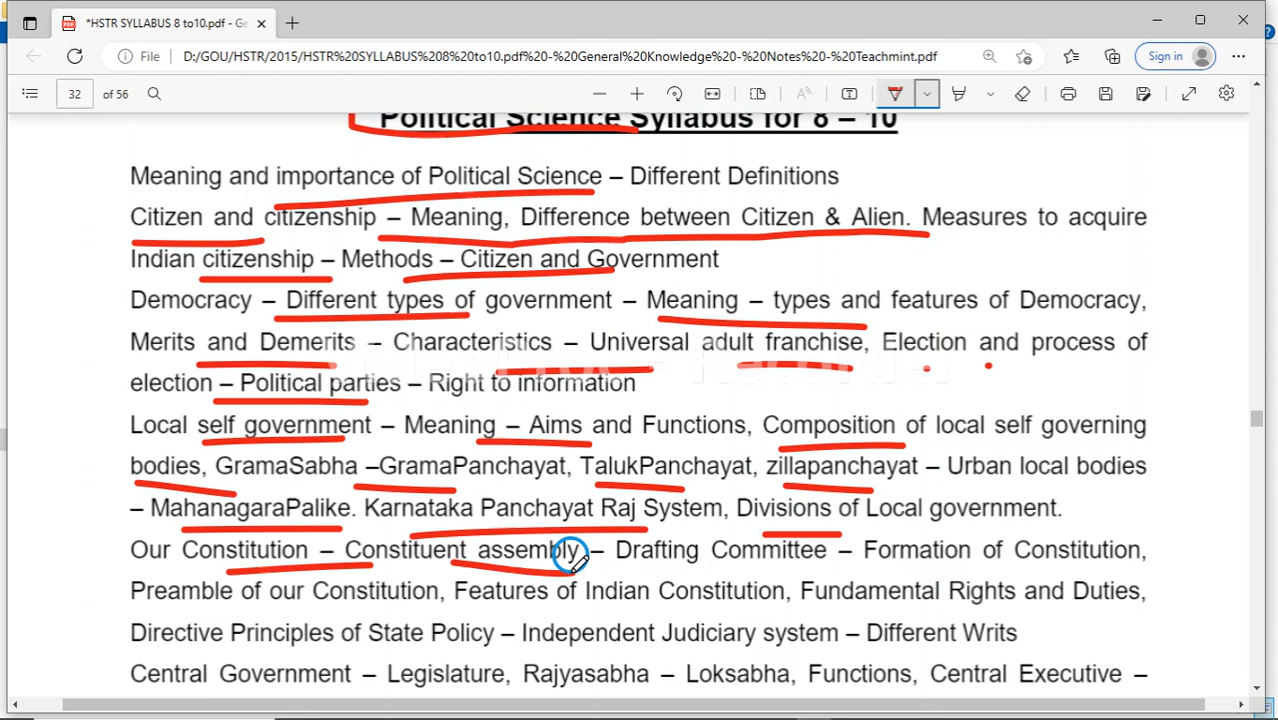 *HSTR SYLLABUS 8 to10.pdf - Ge
File D:/GOU/HSTR/2015/HSTR%20SYLLABUS%208%20to10.pdf%20-%20General%20Knowledge%20-%20Notes%20-%20Teachmint.pdf Sign in
32 of 56
Political Science Syllabus for 8 – 10
Meaning and importance of Political Science – Different Definitions
Citizen and citizenship – Meaning, Difference between Citizen & Alien. Measures to acquire
Indian citizenship – Methods – Citizen and Government
Democracy – Different types of government – Meaning – types and features of Democracy,
Merits and Demerits – Characteristics – Universal adult franchise, Election and process of
election – Political parties – Right to information
Local self government – Meaning – Aims and Functions, Composition of local self governing
bodies, GramaSabha –GramaPanchayat, TalukPanchayat, zillapanchayat – Urban local bodies
– MahanagaraPalike. Karnataka Panchayat Raj System, Divisions of Local government.
Our Constitution – Constituent assembly – Drafting Committee – Formation of Constitution,
Preamble of our Constitution, Features of Indian Constitution, Fundamental Rights and Duties,
Directive Principles of State Policy – Independent Judiciary system – Different Writs
Central Government – Legislature, Rajyasabha – Loksabha, Functions, Central Executive –